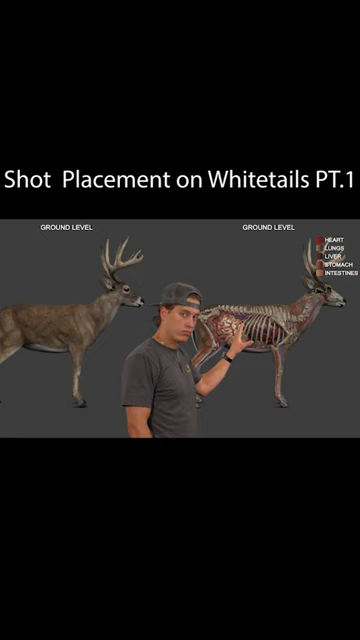 Shot Placement on Whitetails PT.1
GROUND LEVEL
GROUND LEVEL
HEART
LUNGS
LIVER
STOMACH
INTESTINES